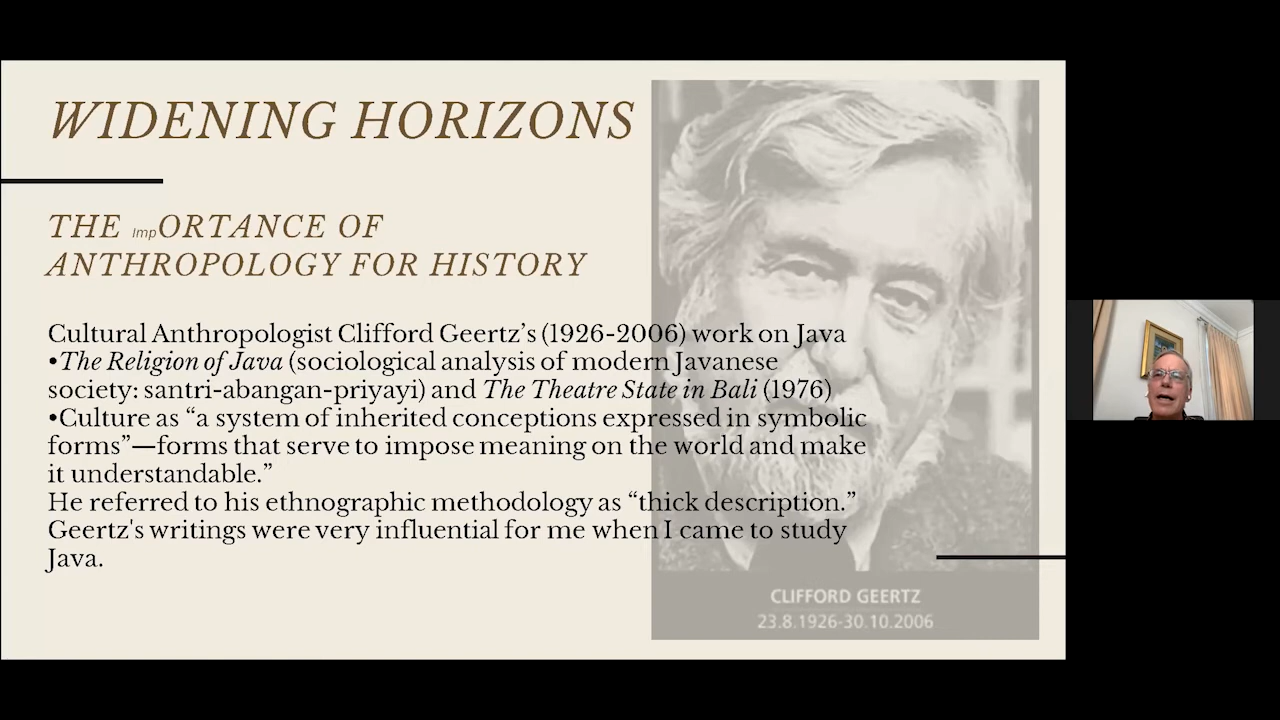 WIDENING HORIZONS
THE ImpORTANCE OF
ANTHROPOLOGY FOR HISTORY
Cultural Anthropologist Clifford Geertz’s (1926-2006) work on Java
•The Religion of Java (sociological analysis of modern Javanese
society: santri-abangan-priyayi) and The Theatre State in Bali (1976)
•Culture as “a system of inherited conceptions expressed in symbolic
forms”—forms that serve to impose meaning on the world and make
it understandable.”
He referred to his ethnographic methodology as “thick description.”
Geertz's writings were very influential for me when I came to study
Java.
CLIFFORD GEERTZ
23.8.1926-30.10.2006